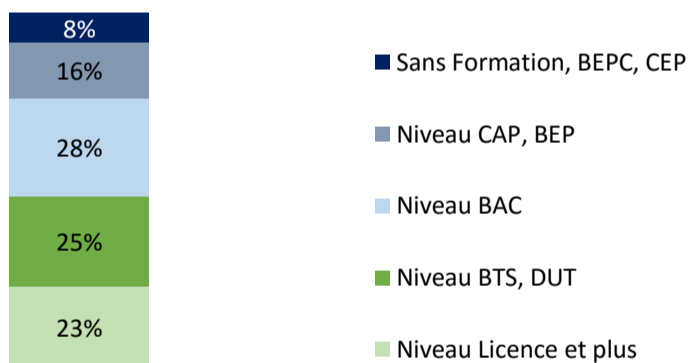 8%
16%
28%
25%
23%
Sans Formation, BEPC, CEP
Niveau CAP, BEP
Niveau BAC
Niveau BTS, DUT
Niveau Licence et plus